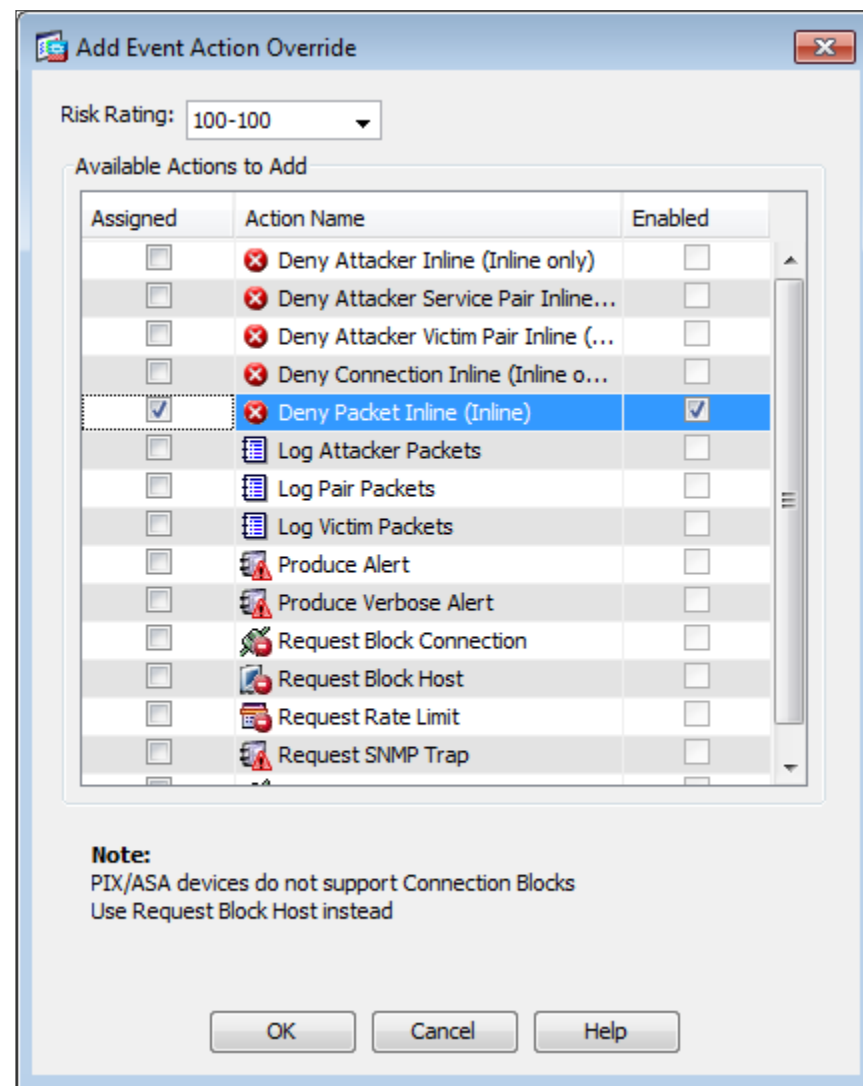 Add Event Action Override
Risk Rating: 100-100
Available Actions to Add
Assigned Action Name Enabled
Deny Attacker Inline (Inline only)
Deny Attacker Service Pair Inline...
Deny Attacker Victim Pair Inline (...
Deny Connection Inline (Inline o...
Deny Packet Inline (Inline)
Log Attacker Packets
Log Pair Packets
Log Victim Packets
Produce Alert
Produce Verbose Alert
Request Block Connection
Request Block Host
Request Rate Limit
Request SNMP Trap
Note:
PIX/ASA devices do not support Connection Blocks
Use Request Block Host instead
OK Cancel Help